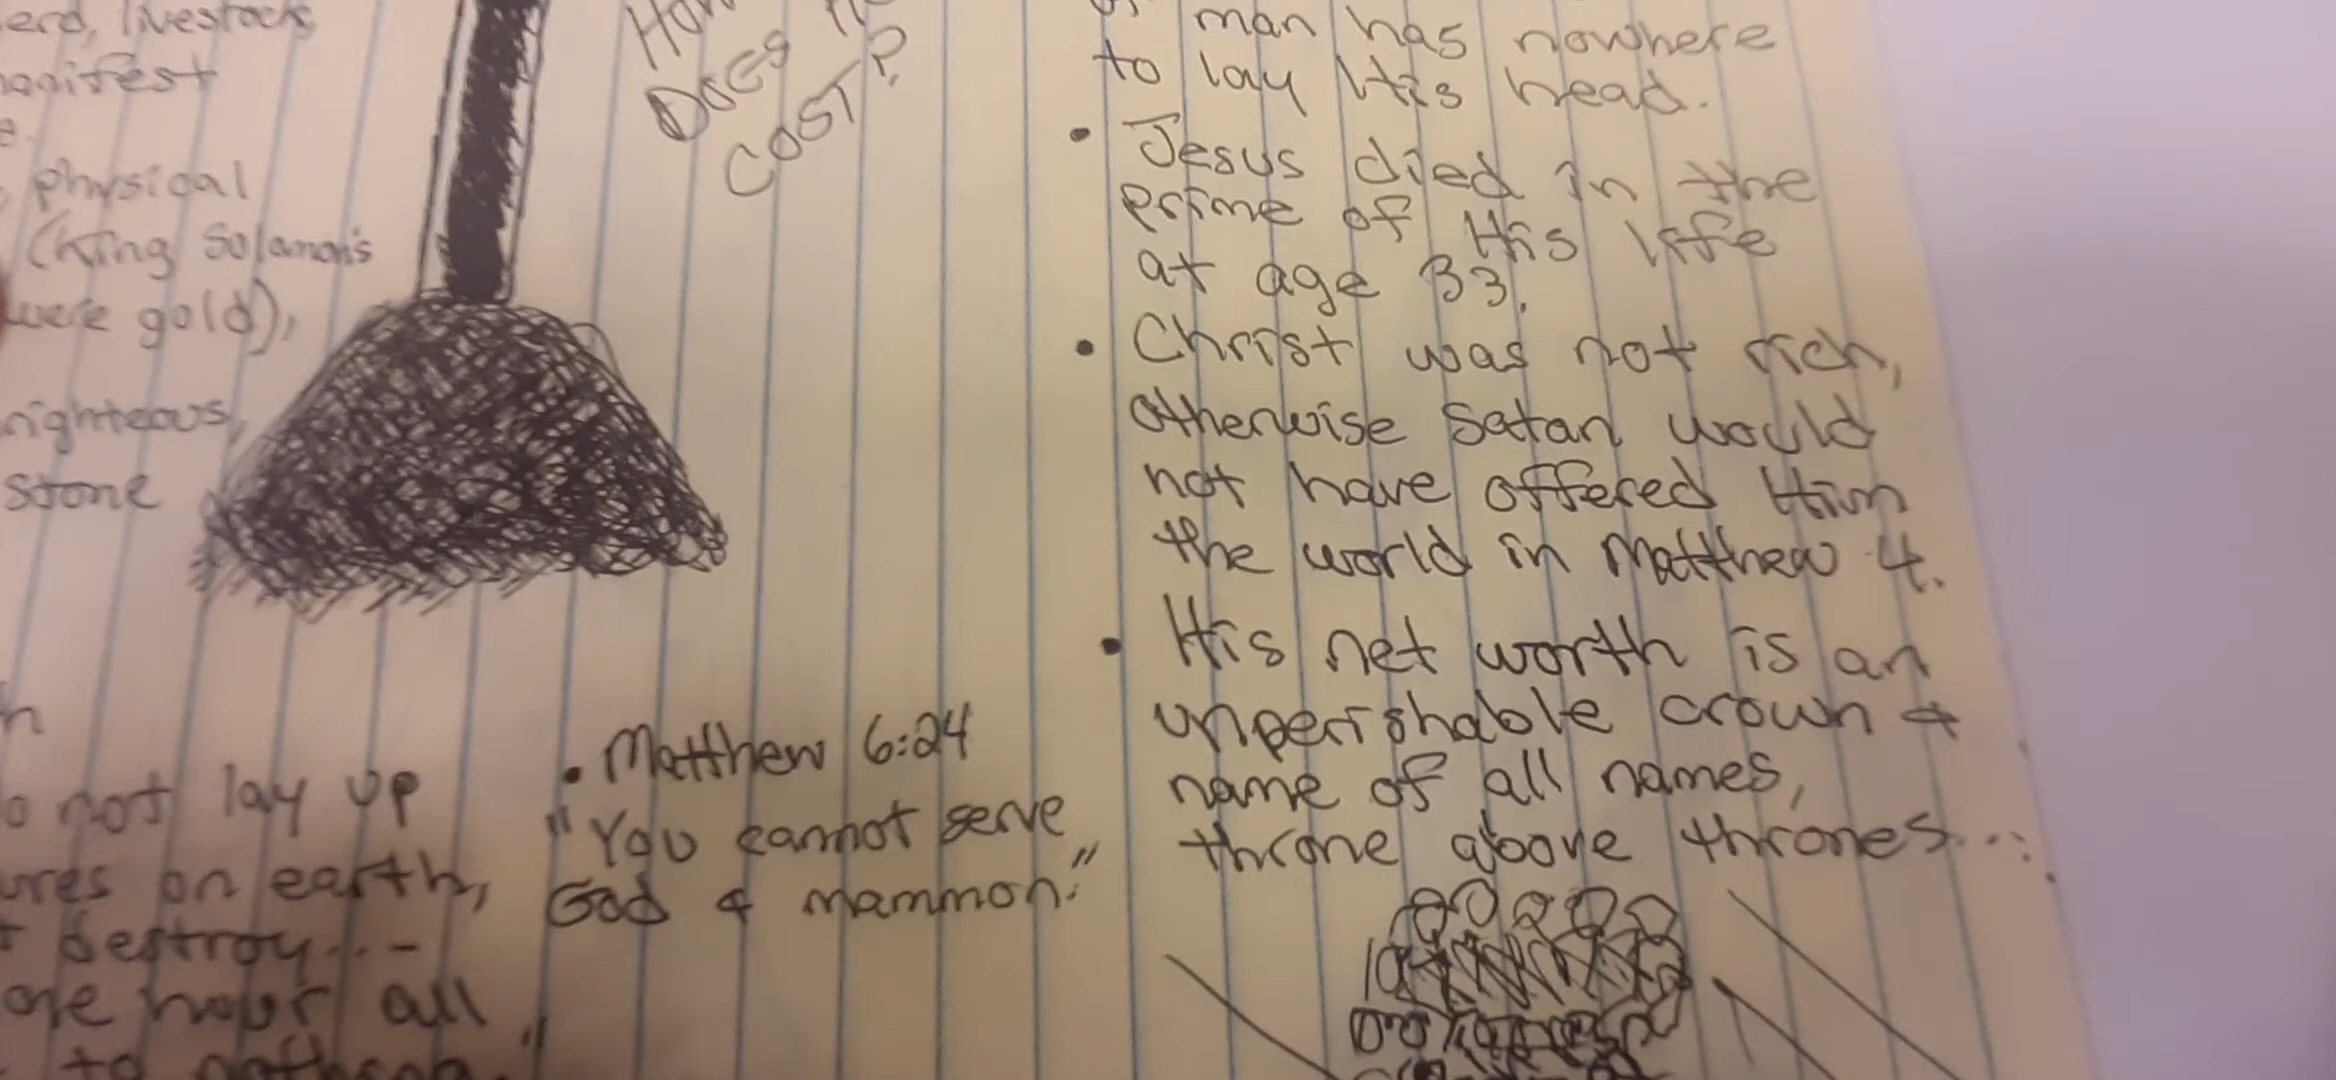 erd, livestock,
manifest
e.
physical
(King Solamon's
were gold),
righteous,
stone
DOES
COST?
man has nowhere
to lay His head.
• Jesus died in the
prime of His life
at age 33.
• Christ was not rich,
otherwise Satan would
not have offered Him
the world in Matthew 4.
• His net worth is an
unperishable crown &
name of all names,
throne above thrones...
• Matthew 6:24
"You cannot serve
God & mammon."
o not lay up
ures on earth,
destroy...-
one hour all
to nothing."